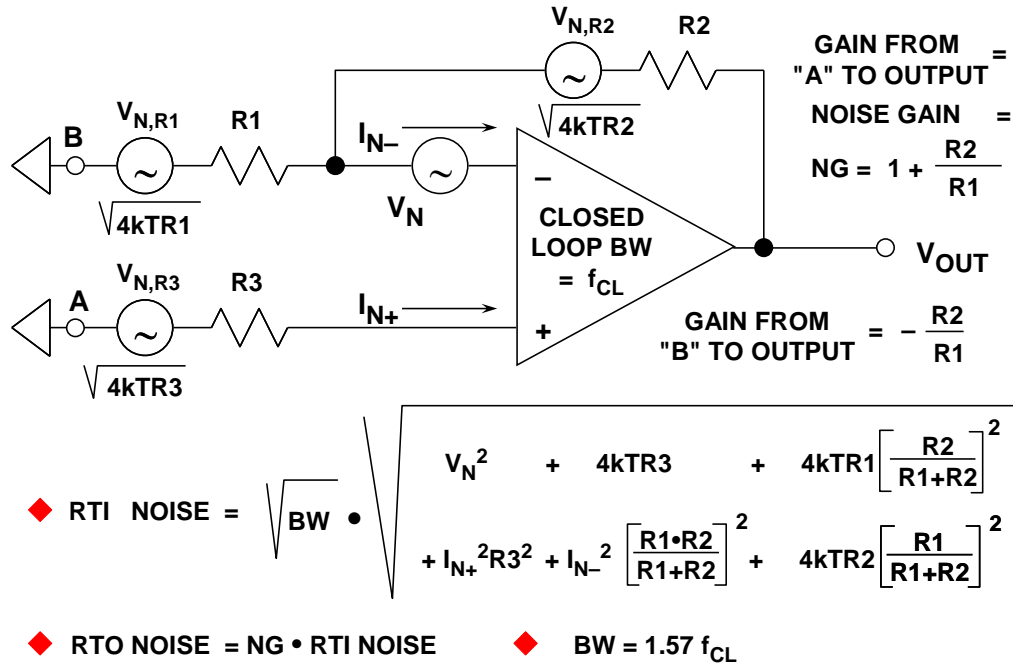 V_N,R2
R2
GAIN FROM
"A" TO OUTPUT =
NOISE GAIN =
NG = 1 + R2/R1
B
V_N,R1
R1
I_N–
√4kTR2
~
~
~
√4kTR1
V_N
–
CLOSED
LOOP BW
= f_CL
V_OUT
A
V_N,R3
R3
I_N+
~
+
√4kTR3
GAIN FROM
"B" TO OUTPUT = – R2/R1
RTI NOISE = √BW • √
V_N² + 4kTR3 + 4kTR1[R2/(R1+R2)]²
+ I_N+²R3² + I_N–²[R1•R2/(R1+R2)]² + 4kTR2[R1/(R1+R2)]²
RTO NOISE = NG • RTI NOISE
BW = 1.57 f_CL